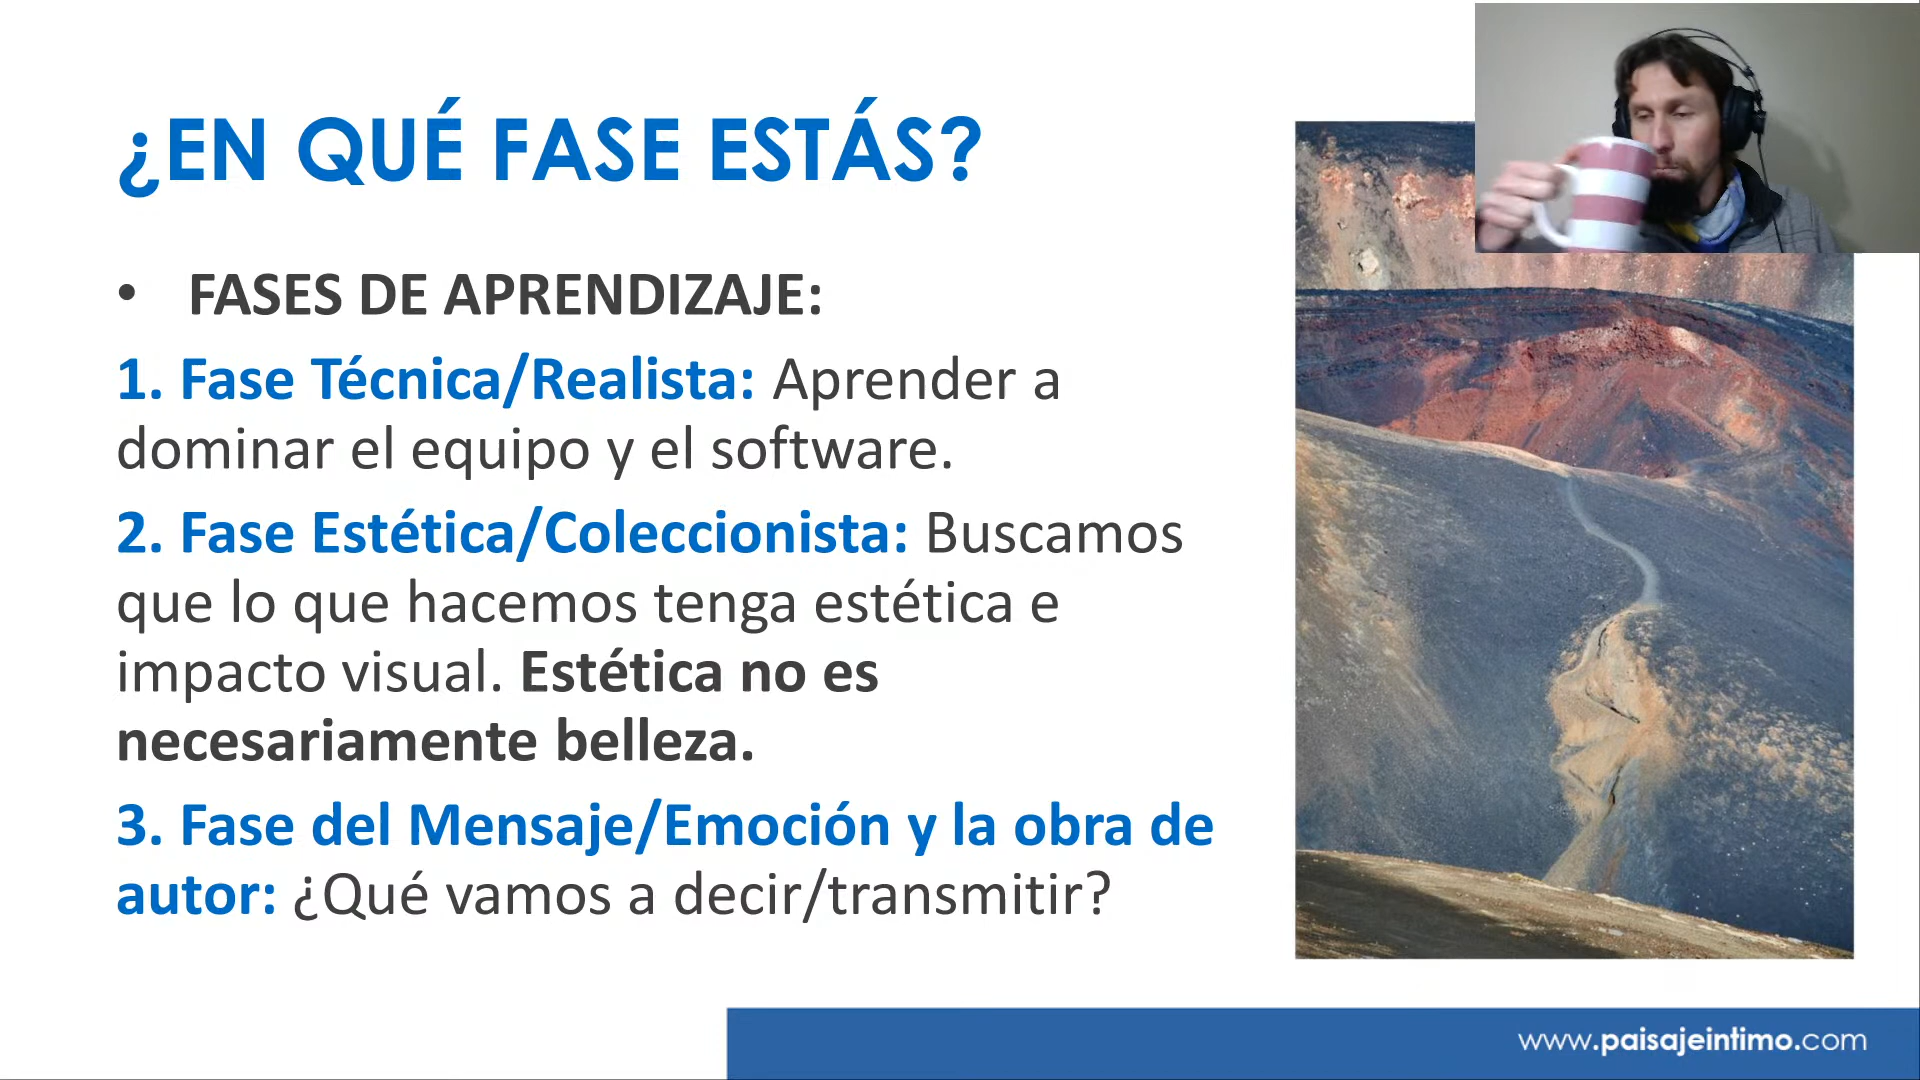 ¿EN QUÉ FASE ESTÁS?
• FASES DE APRENDIZAJE:
1. Fase Técnica/Realista: Aprender a
dominar el equipo y el software.
2. Fase Estética/Coleccionista: Buscamos
que lo que hacemos tenga estética e
impacto visual. Estética no es
necesariamente belleza.
3. Fase del Mensaje/Emoción y la obra de
autor: ¿Qué vamos a decir/transmitir?
www.paisajeintimo.com